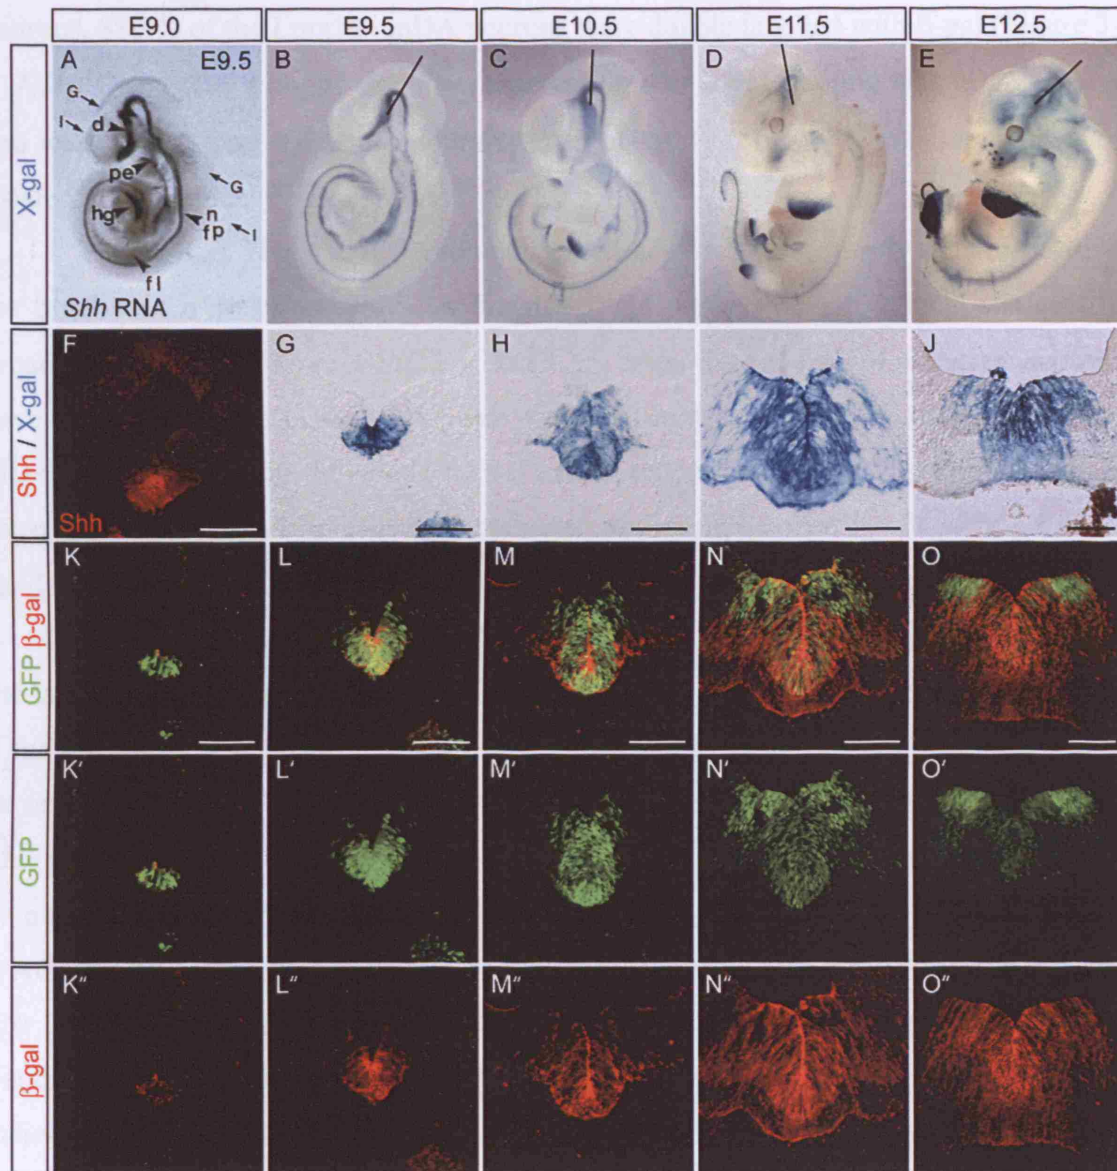 E9.0 E9.5 E10.5 E11.5 E12.5
X-gal
A E9.5 B C D E
G
I d
pe G
hg n I
fp
fl
Shh RNA
Shh / X-gal
F G H I J
Shh
GFP β-gal
K L M N O
GFP
K' L' M' N' O'
β-gal
K" L" M" N" O"